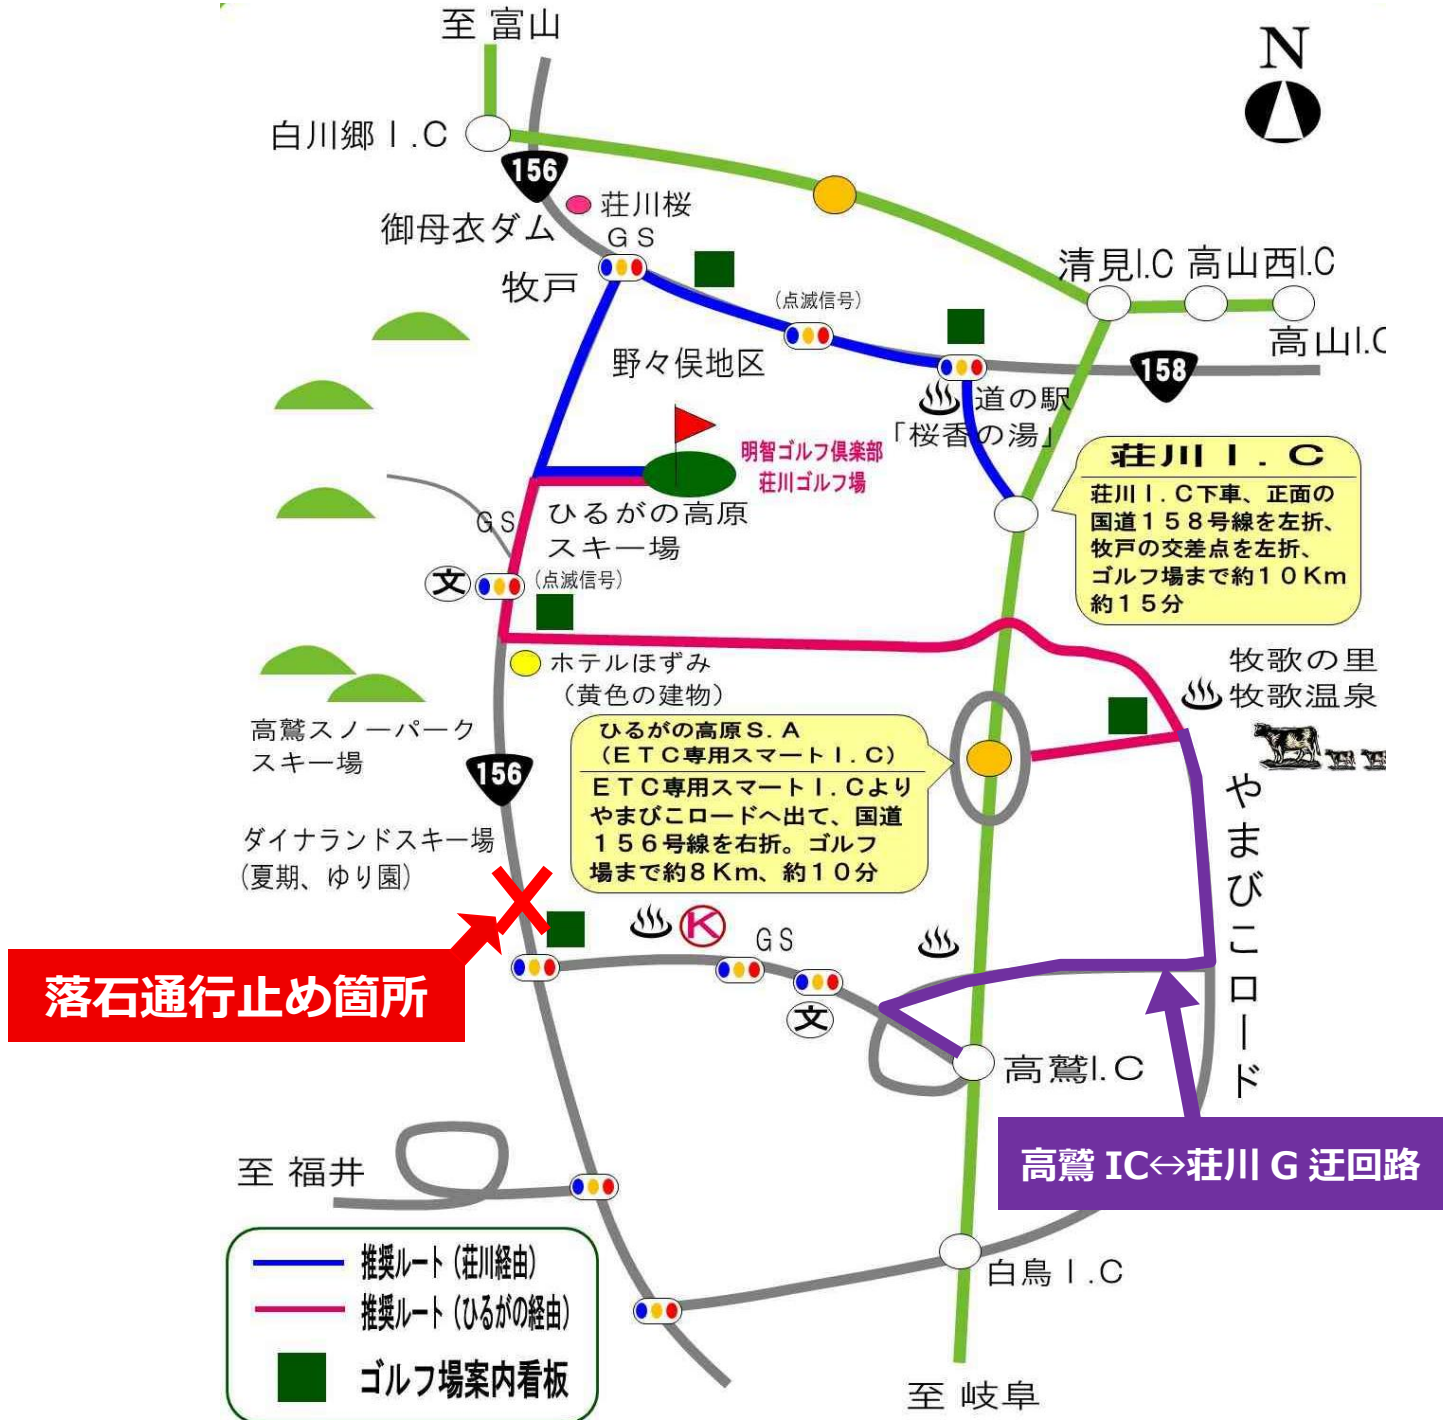 至 富山
N
白川郷 I.C
156
荘川桜
御母衣ダム
GS
牧戸
清見I.C 高山西I.C
(点滅信号)
高山I.C
野々俣地区
158
道の駅
「桜香の湯」
明智ゴルフ倶楽部
荘川ゴルフ場
荘川 I.C
荘川 I.C下車、正面の
国道158号線を左折、
牧戸の交差点を左折、
ゴルフ場まで約10Km
約15分
GS
ひるがの高原
スキー場
文
(点滅信号)
ホテルほずみ
(黄色の建物)
牧歌の里
牧歌温泉
高鷲スノーパーク
スキー場
156
ひるがの高原S.A
(ETC専用スマートI.C)
ETC専用スマートI.Cより
やまびこロードへ出て、国道
156号線を右折。ゴルフ
場まで約8Km、約10分
やまびこロード
ダイナランドスキー場
(夏期、ゆり園)
K
GS
落石通行止め箇所
文
高鷲I.C
高鷲 IC↔荘川 G 迂回路
至 福井
白鳥 I.C
推奨ルート(荘川経由)
推奨ルート(ひるがの経由)
ゴルフ場案内看板
至 岐阜